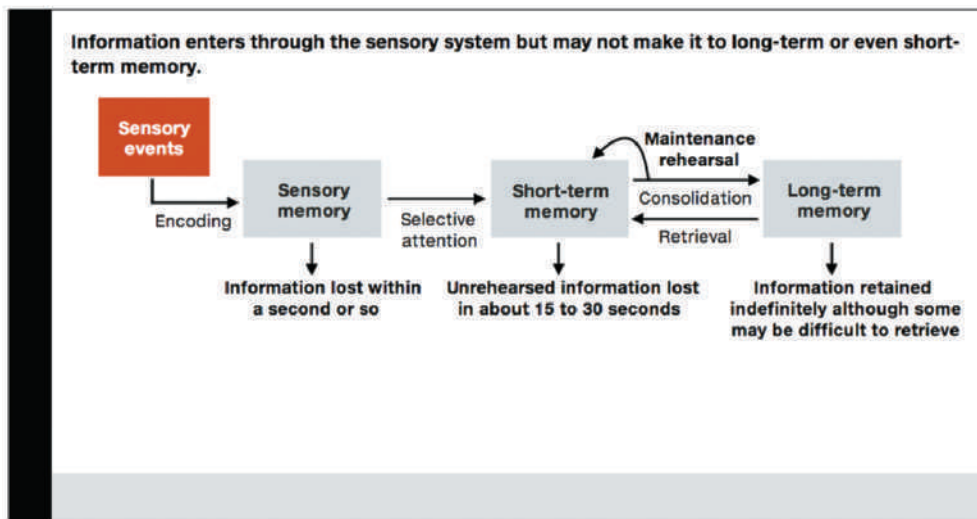 Information enters through the sensory system but may not make it to long-term or even short-
term memory.
Sensory
events
Encoding
Sensory
memory
Selective
attention
Short-term
memory
Maintenance
rehearsal
Consolidation
Retrieval
Long-term
memory
Information lost within
a second or so
Unrehearsed information lost
in about 15 to 30 seconds
Information retained
indefinitely although some
may be difficult to retrieve